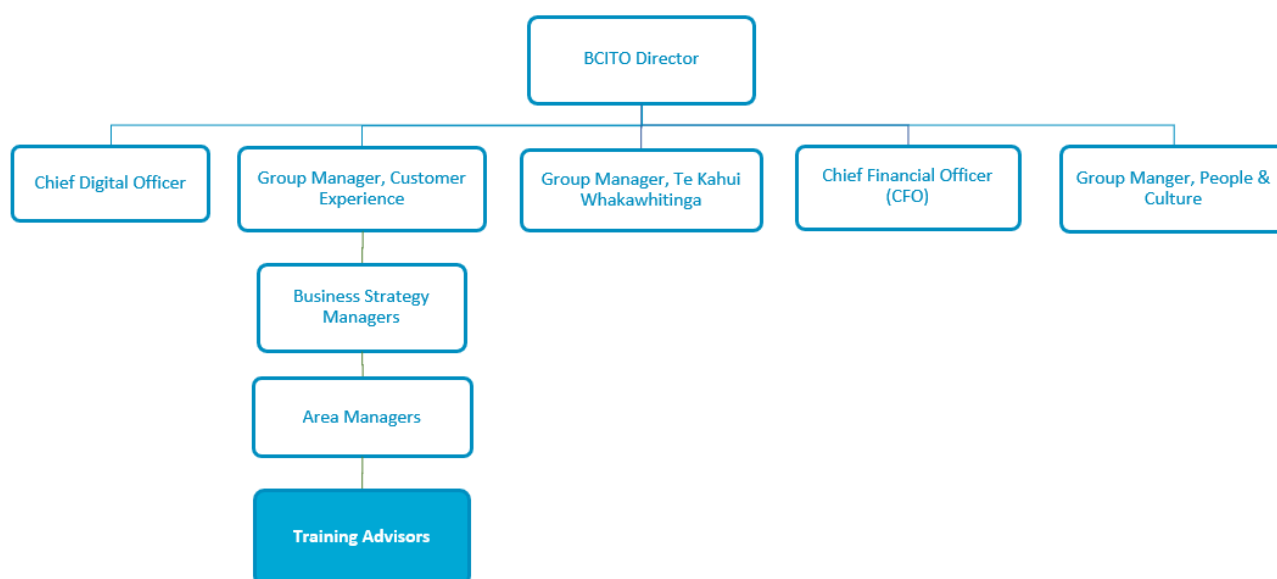 BCITO Director
Chief Digital Officer
Group Manager, Customer
Experience
Group Manager, Te Kahui
Whakawhitinga
Chief Financial Officer
(CFO)
Group Manger, People &
Culture
Business Strategy
Managers
Area Managers
Training Advisors